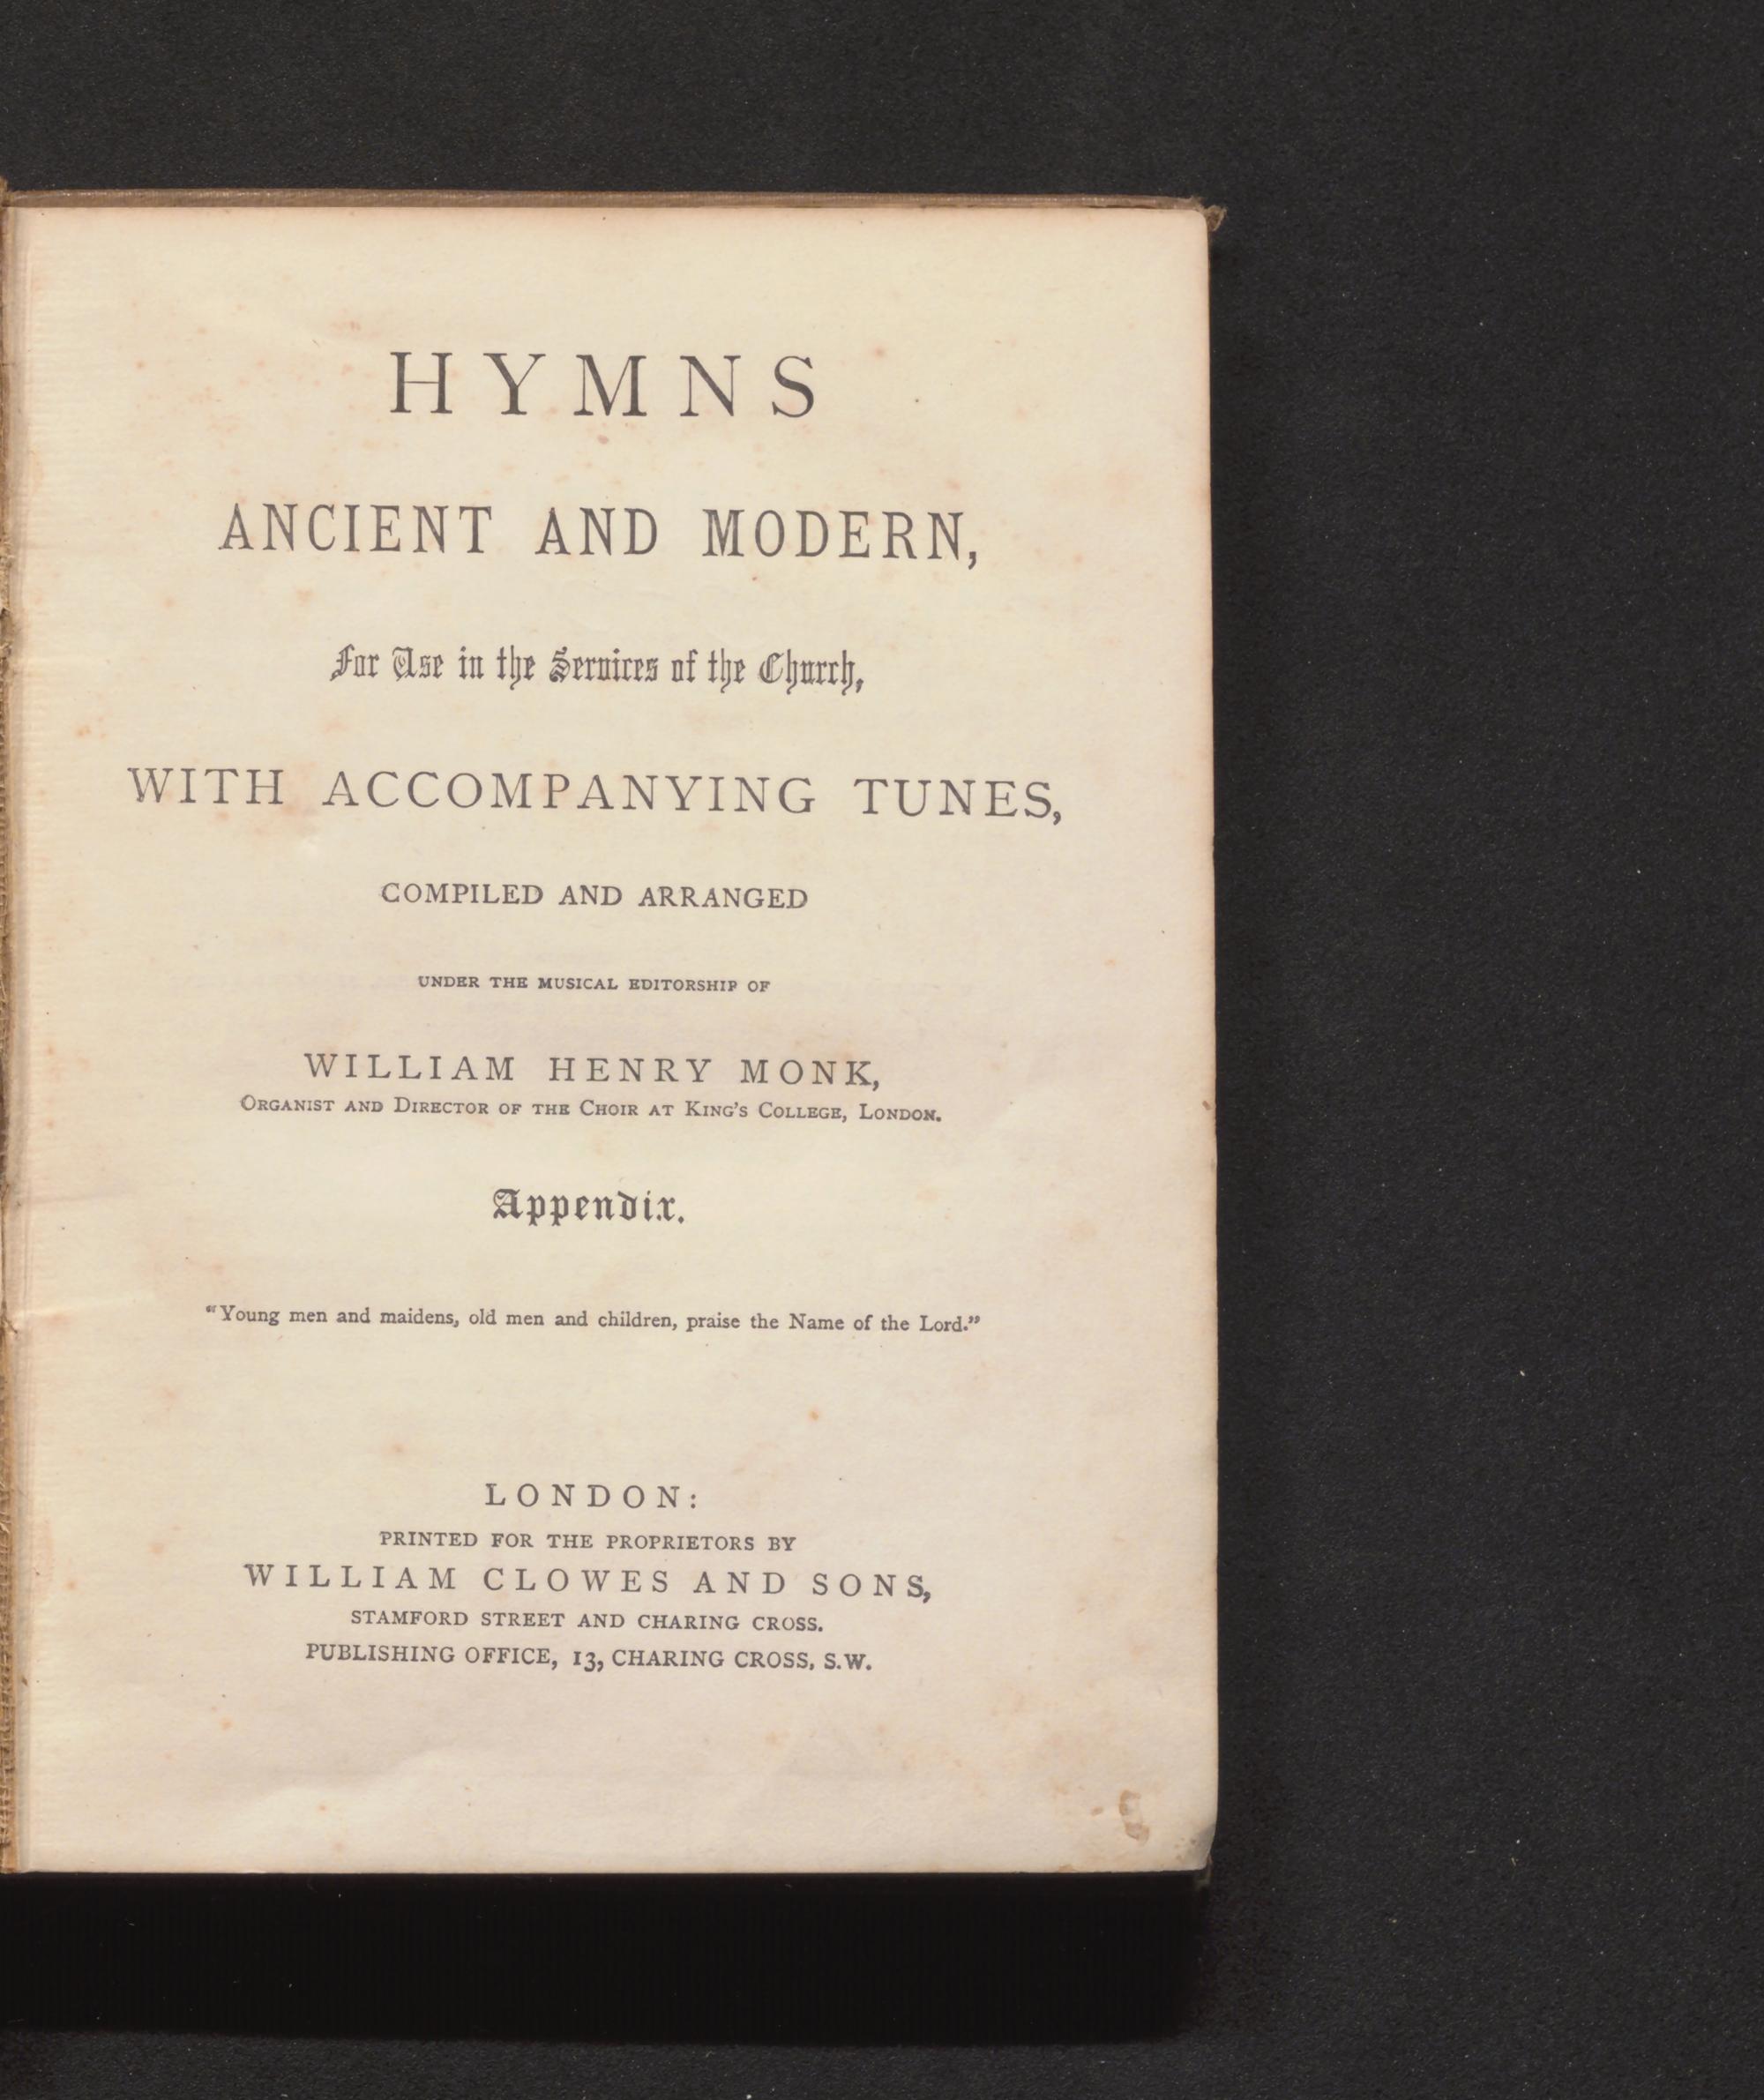 HYMNS
ANCIENT AND MODERN,
For Use in the Services of the Church,
WITH ACCOMPANYING TUNES,
COMPILED AND ARRANGED
UNDER THE MUSICAL EDITORSHIP OF
WILLIAM HENRY MONK,
ORGANIST AND DIRECTOR OF THE CHOIR AT KING'S COLLEGE, LONDON.
Appendix.
"Young men and maidens, old men and children, praise the Name of the Lord."
LONDON:
PRINTED FOR THE PROPRIETORS BY
WILLIAM CLOWES AND SONS,
STAMFORD STREET AND CHARING CROSS.
PUBLISHING OFFICE, 13, CHARING CROSS, S.W.